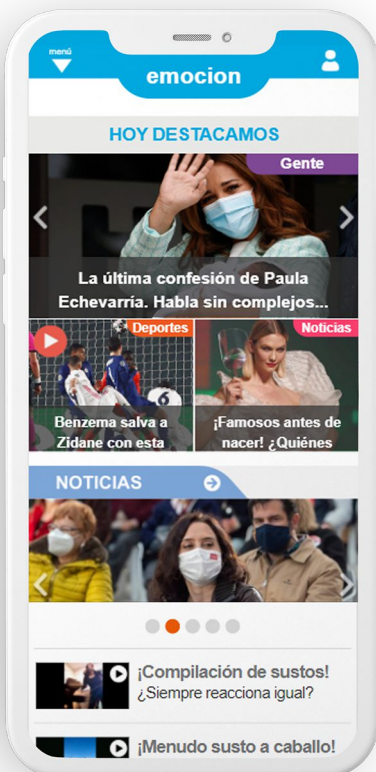 menú
emocion
HOY DESTACAMOS
Gente
La última confesión de Paula
Echevarría. Habla sin complejos...
Deportes
Benzema salva a
Zidane con esta
Noticias
¡Famosos antes de
nacer! ¿Quiénes
NOTICIAS
¡Compilación de sustos!
¿Siempre reacciona igual?
¡Menudo susto a caballo!